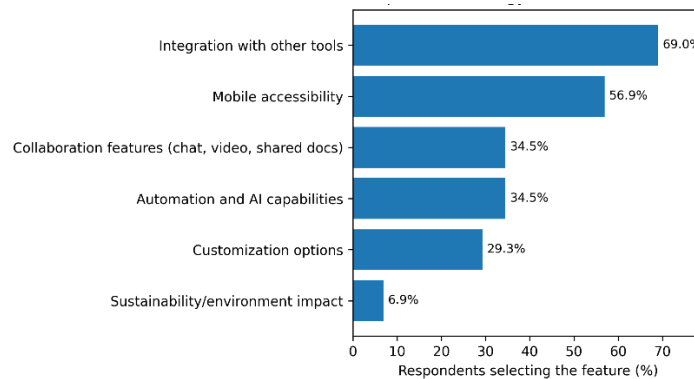 Integration with other tools
69.0%
Mobile accessibility
56.9%
Collaboration features (chat, video, shared docs)
34.5%
Automation and AI capabilities
34.5%
Customization options
29.3%
Sustainability/environment impact
6.9%
0 10 20 30 40 50 60 70
Respondents selecting the feature (%)